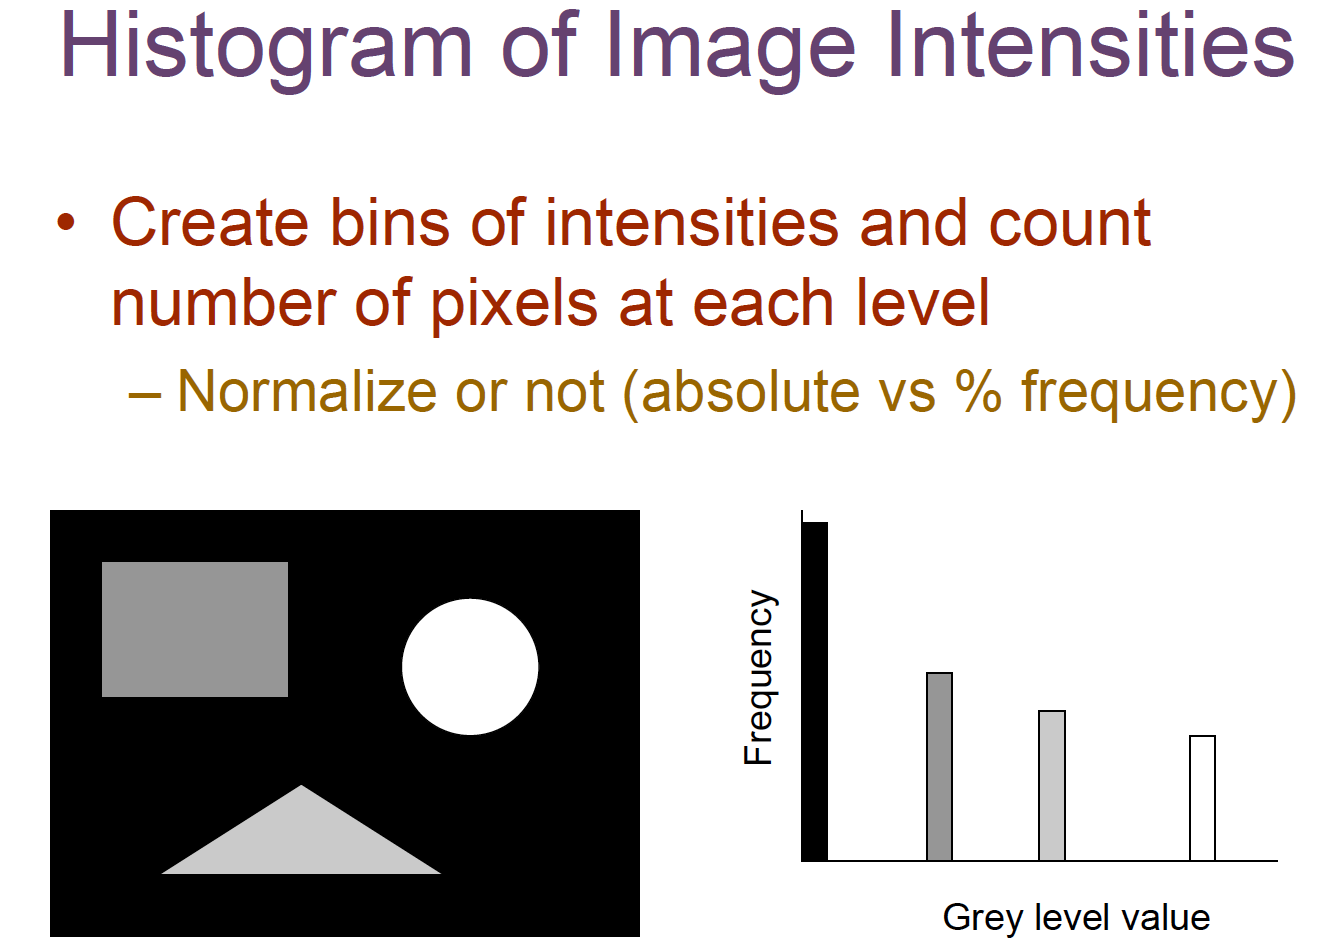 Histogram of Image Intensities
• Create bins of intensities and count
number of pixels at each level
– Normalize or not (absolute vs % frequency)
Frequency
Grey level value